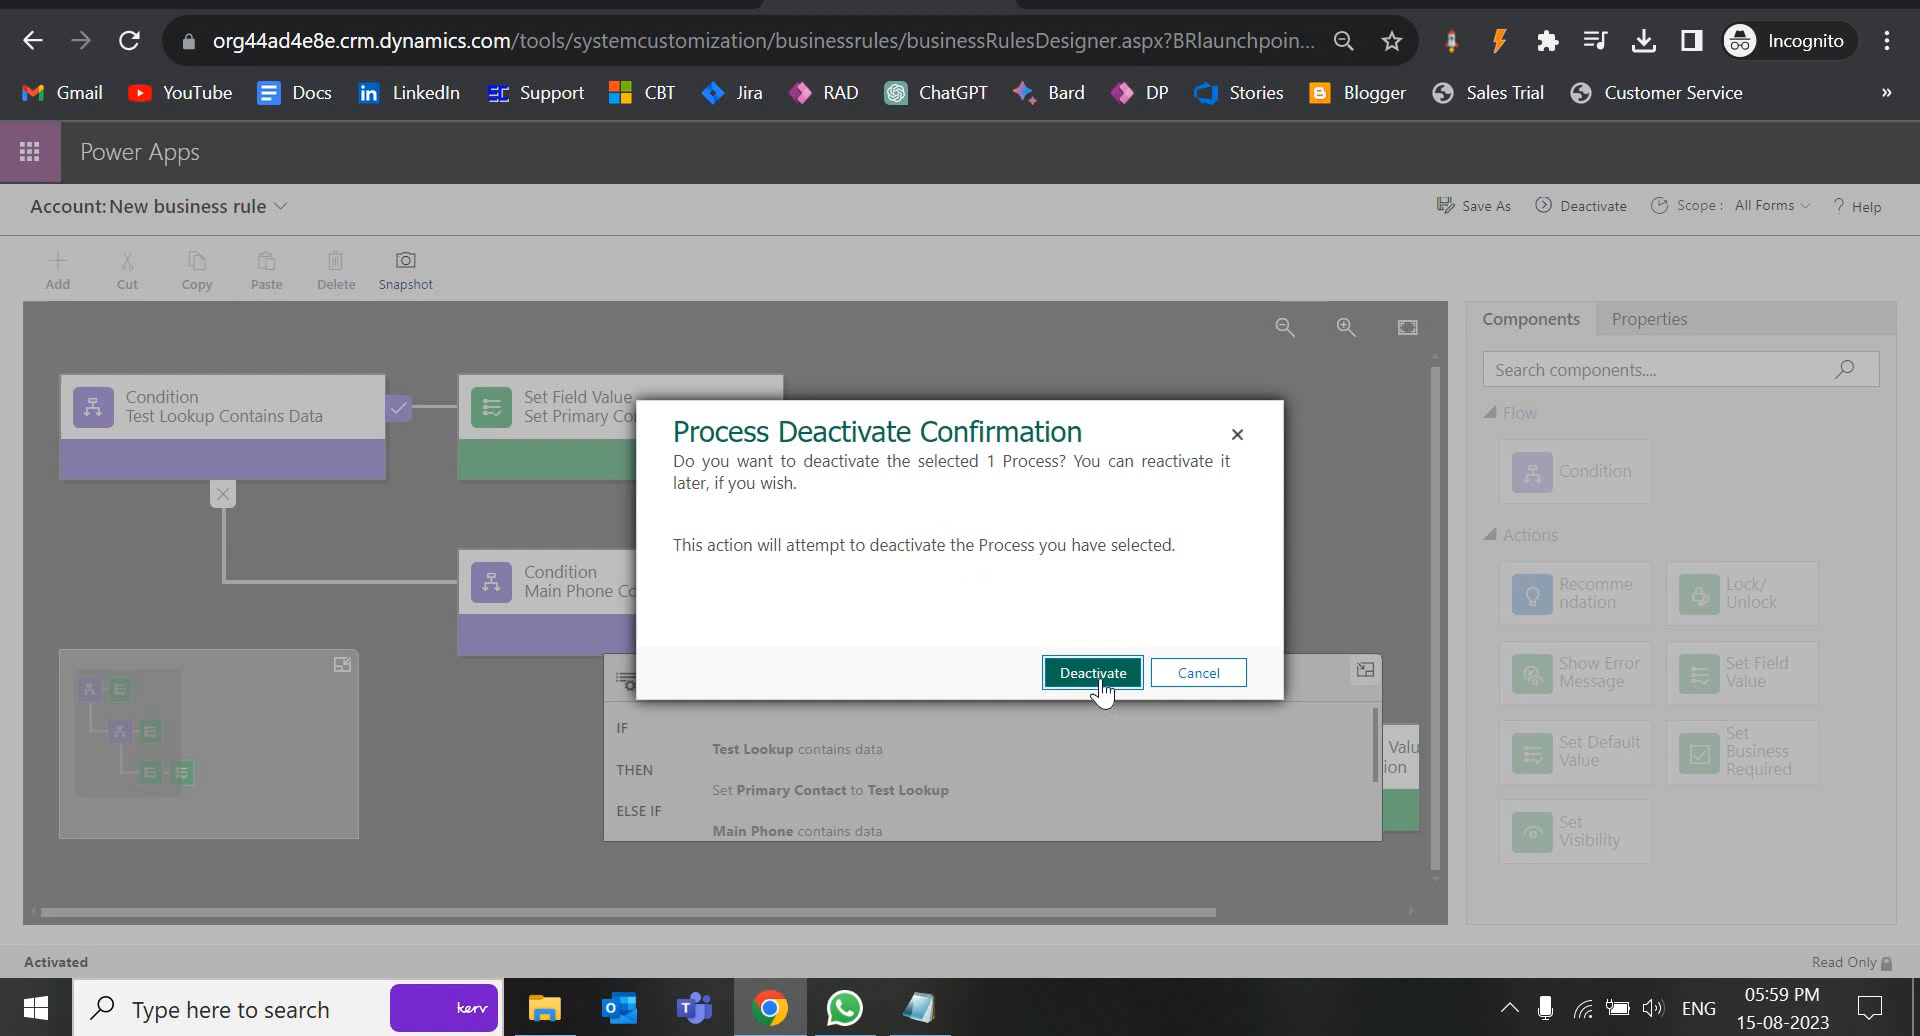 org44ad4e8e.crm.dynamics.com/tools/systemcustomization/businessrules/businessRulesDesigner.aspx?BRlaunchpoin...
Incognito
Gmail
YouTube
Docs
LinkedIn
Support
CBT
Jira
RAD
ChatGPT
Bard
DP
Stories
Blogger
Sales Trial
Customer Service
»
Power Apps
Account: New business rule
Save As
Deactivate
Scope : All Forms
? Help
Add
Cut
Copy
Paste
Delete
Snapshot
Condition
Test Lookup Contains Data
Set Field Value
Set Primary Co
Condition
Main Phone Co
Process Deactivate Confirmation
Do you want to deactivate the selected 1 Process? You can reactivate it
later, if you wish.
This action will attempt to deactivate the Process you have selected.
Deactivate
Cancel
IF
Test Lookup contains data
THEN
Set Primary Contact to Test Lookup
ELSE IF
Main Phone contains data
Valu
ion
Components
Properties
Search components....
Flow
Condition
Actions
Recomme
ndation
Lock/
Unlock
Show Error
Message
Set Field
Value
Set Default
Value
Set
Business
Required
Set
Visibility
Activated
Read Only
Type here to search
kerv
ENG
05:59 PM
15-08-2023